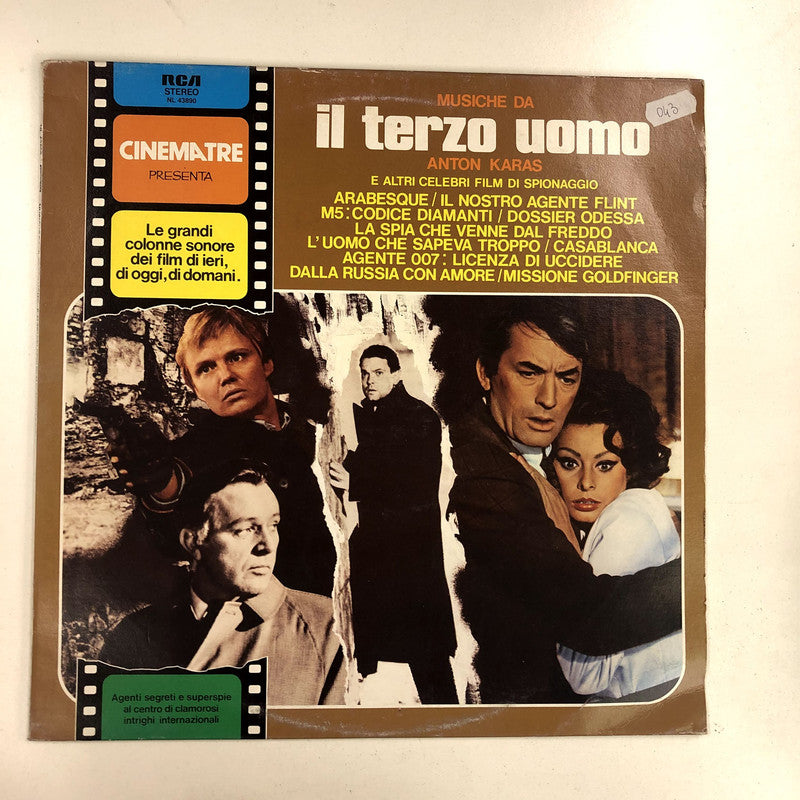 RCA
STEREO
NL 43890
CINEMATRE
PRESENTA
Le grandi
colonne sonore
dei film di ieri,
di oggi, di domani.
MUSICHE DA
il terzo uomo
ANTON KARAS
E ALTRI CELEBRI FILM DI SPIONAGGIO
ARABESQUE / IL NOSTRO AGENTE FLINT
M5: CODICE DIAMANTI / DOSSIER ODESSA
LA SPIA CHE VENNE DAL FREDDO
L'UOMO CHE SAPEVA TROPPO / CASABLANCA
AGENTE 007: LICENZA DI UCCIDERE
DALLA RUSSIA CON AMORE / MISSIONE GOLDFINGER
043
Agenti segreti e superspie
al centro di clamorosi
intrighi internazionali